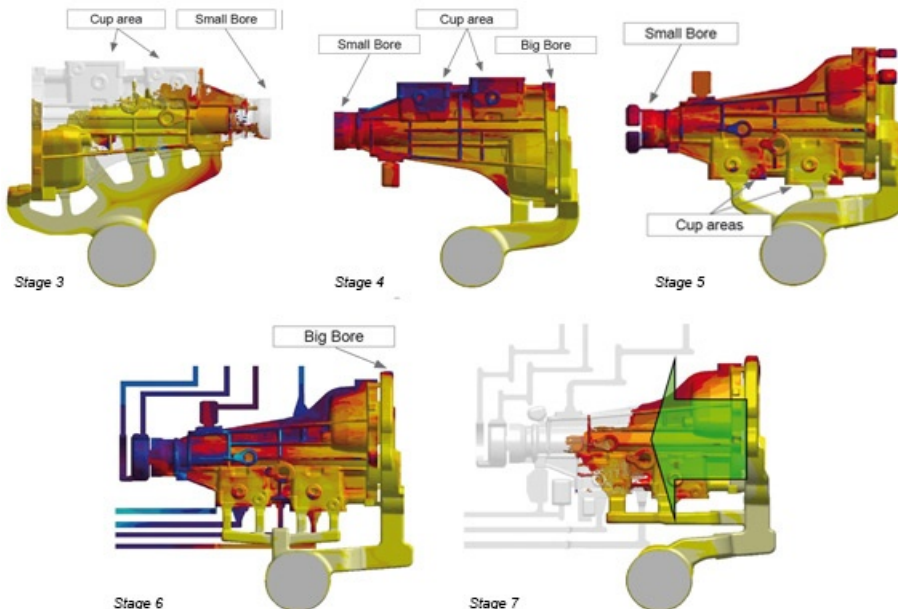 Cup area
Small Bore
Stage 3
Cup area
Small Bore
Big Bore
Stage 4
Small Bore
Cup areas
Stage 5
Big Bore
Stage 6
Stage 7